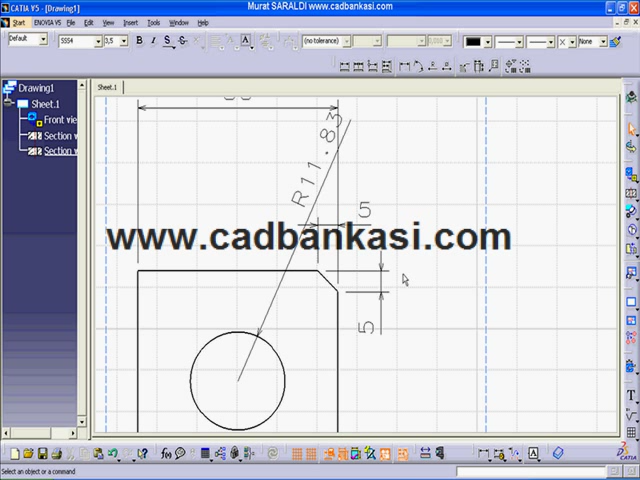 Murat SARALDI www.cadbankasi.com
CATIA V5 - [Drawing1]
Start ENOVIA V5 File Edit View Insert Tools Window Help
Default SSS4 0,5 B I S A (no tolerance) None
Drawing1
Sheet.1
Front vie
Section v
Section v
Sheet.1
R11.83
5
www.cadbankasi.com
5
Select an object or a command
CATIA